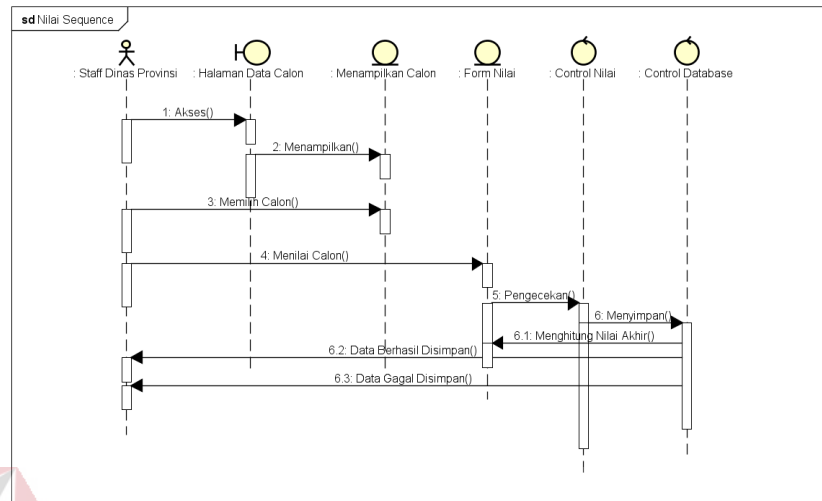 sd Nilai Sequence
: Staff Dinas Provinsi
: Halaman Data Calon
: Menampilkan Calon
: Form Nilai
: Control Nilai
: Control Database
1: Akses()
2: Menampilkan()
3: Memilih Calon()
4: Menilai Calon()
5: Pengecekan()
6: Menyimpan()
6.1: Menghitung Nilai Akhir()
6.2: Data Berhasil Disimpan()
6.3: Data Gagal Disimpan()